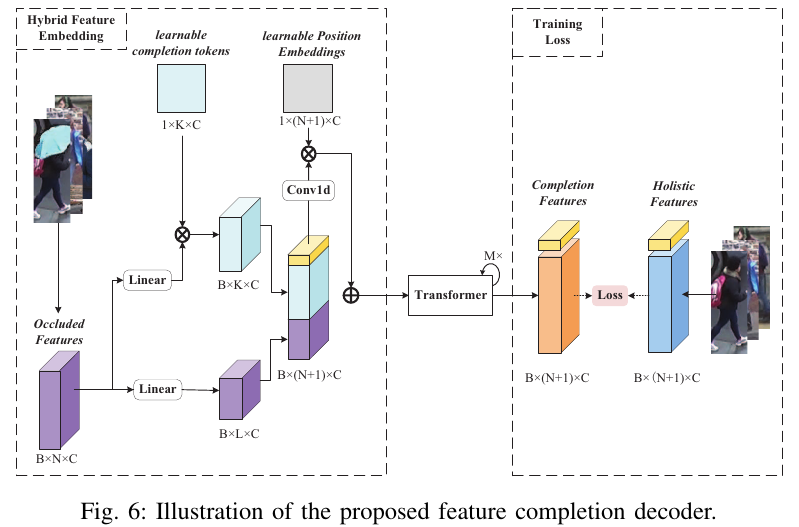 Hybrid Feature
Embedding
learnable
completion tokens
learnable Position
Embeddings
1×K×C
1×(N+1)×C
Conv1d
Linear
B×K×C
Occluded
Features
Linear
B×N×C
B×L×C
B×(N+1)×C
M×
Transformer
Training
Loss
Completion
Features
Holistic
Features
Loss
B×(N+1)×C
B×(N+1)×C
Fig. 6: Illustration of the proposed feature completion decoder.